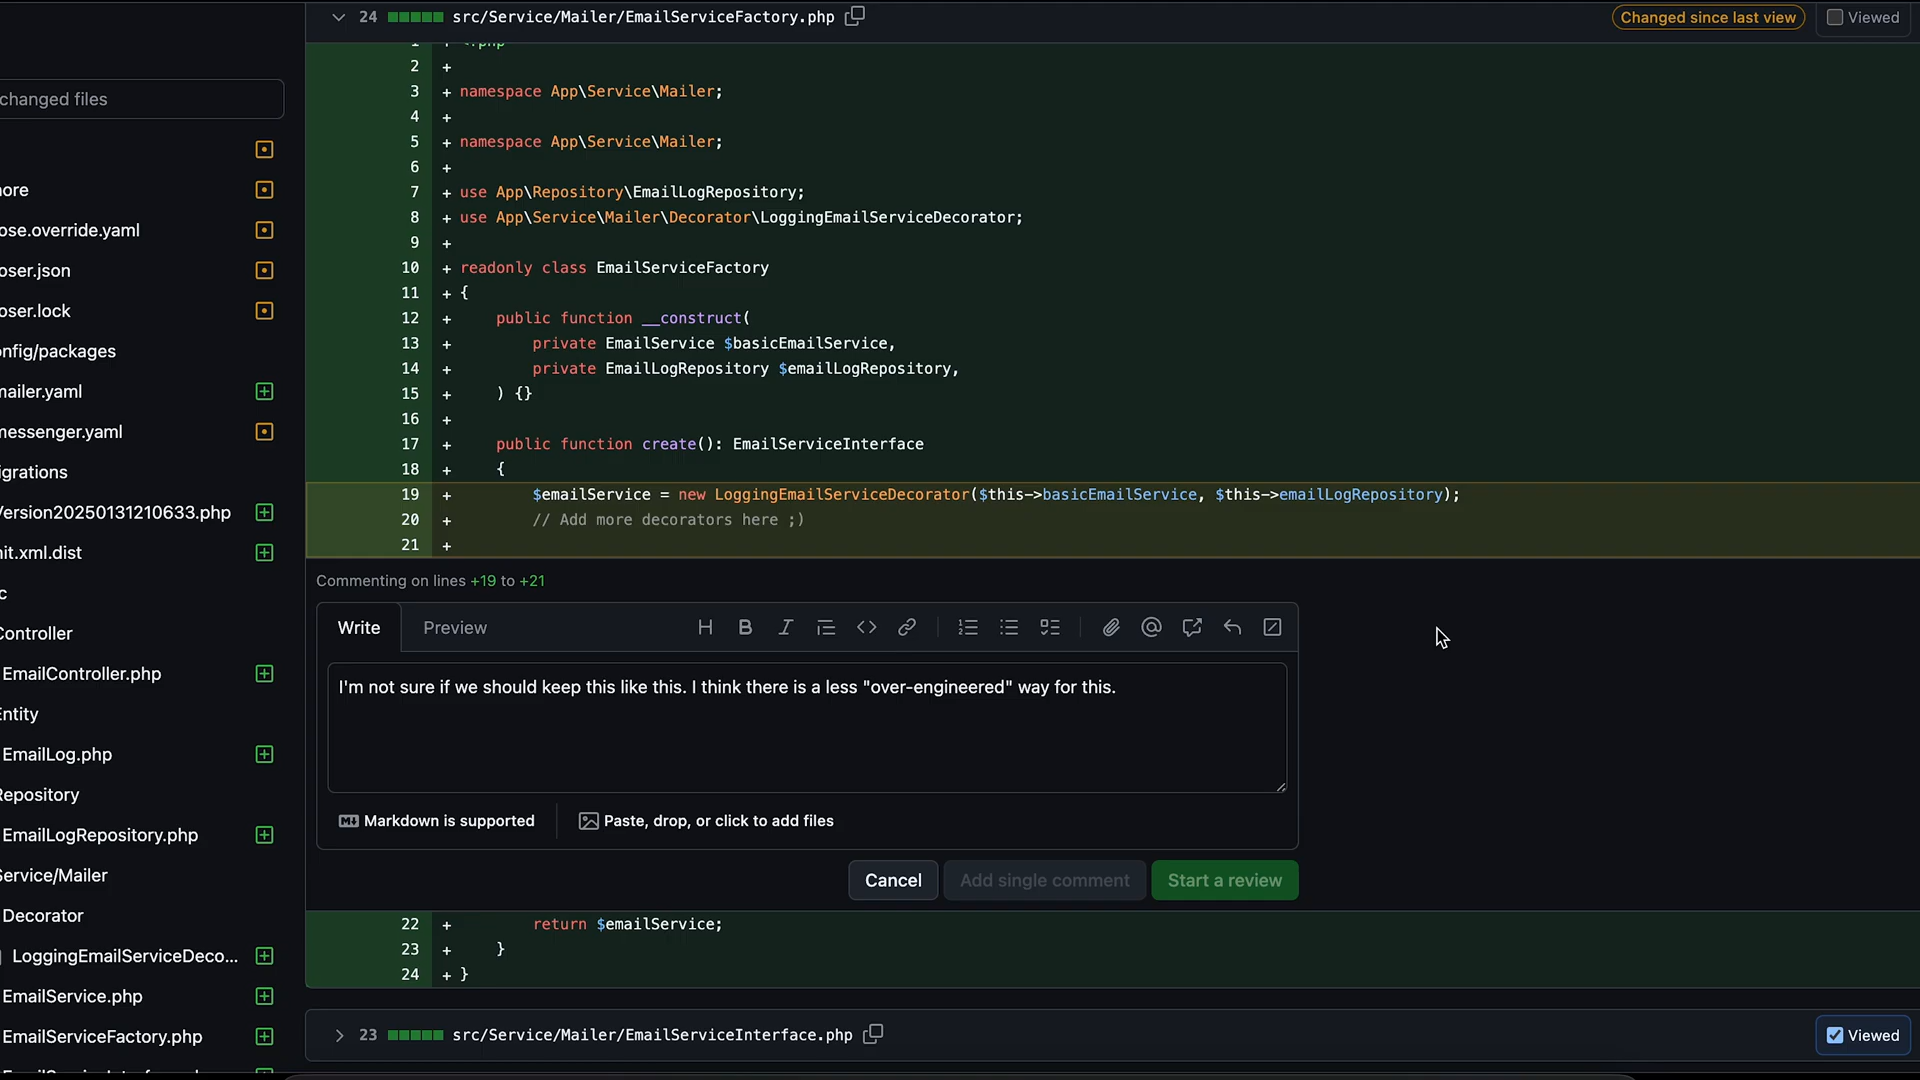 24 src/Service/Mailer/EmailServiceFactory.php Changed since last view Viewed
changed files
ore
ose.override.yaml
oser.json
oser.lock
nfig/packages
mailer.yaml
messenger.yaml
igrations
Version20250131210633.php
nit.xml.dist
c
Controller
EmailController.php
Entity
EmailLog.php
Repository
EmailLogRepository.php
Service/Mailer
Decorator
LoggingEmailServiceDeco...
EmailService.php
EmailServiceFactory.php
1 + <?php
2 +
3 + namespace App\Service\Mailer;
4 +
5 + namespace App\Service\Mailer;
6 +
7 + use App\Repository\EmailLogRepository;
8 + use App\Service\Mailer\Decorator\LoggingEmailServiceDecorator;
9 +
10 + readonly class EmailServiceFactory
11 + {
12 + public function __construct(
13 + private EmailService $basicEmailService,
14 + private EmailLogRepository $emailLogRepository,
15 + ) {}
16 +
17 + public function create(): EmailServiceInterface
18 + {
19 + $emailService = new LoggingEmailServiceDecorator($this->basicEmailService, $this->emailLogRepository);
20 + // Add more decorators here ;)
21 +
Commenting on lines +19 to +21
Write Preview
I'm not sure if we should keep this like this. I think there is a less "over-engineered" way for this.
Markdown is supported Paste, drop, or click to add files
Cancel Add single comment Start a review
22 + return $emailService;
23 + }
24 + }
23 src/Service/Mailer/EmailServiceInterface.php Viewed